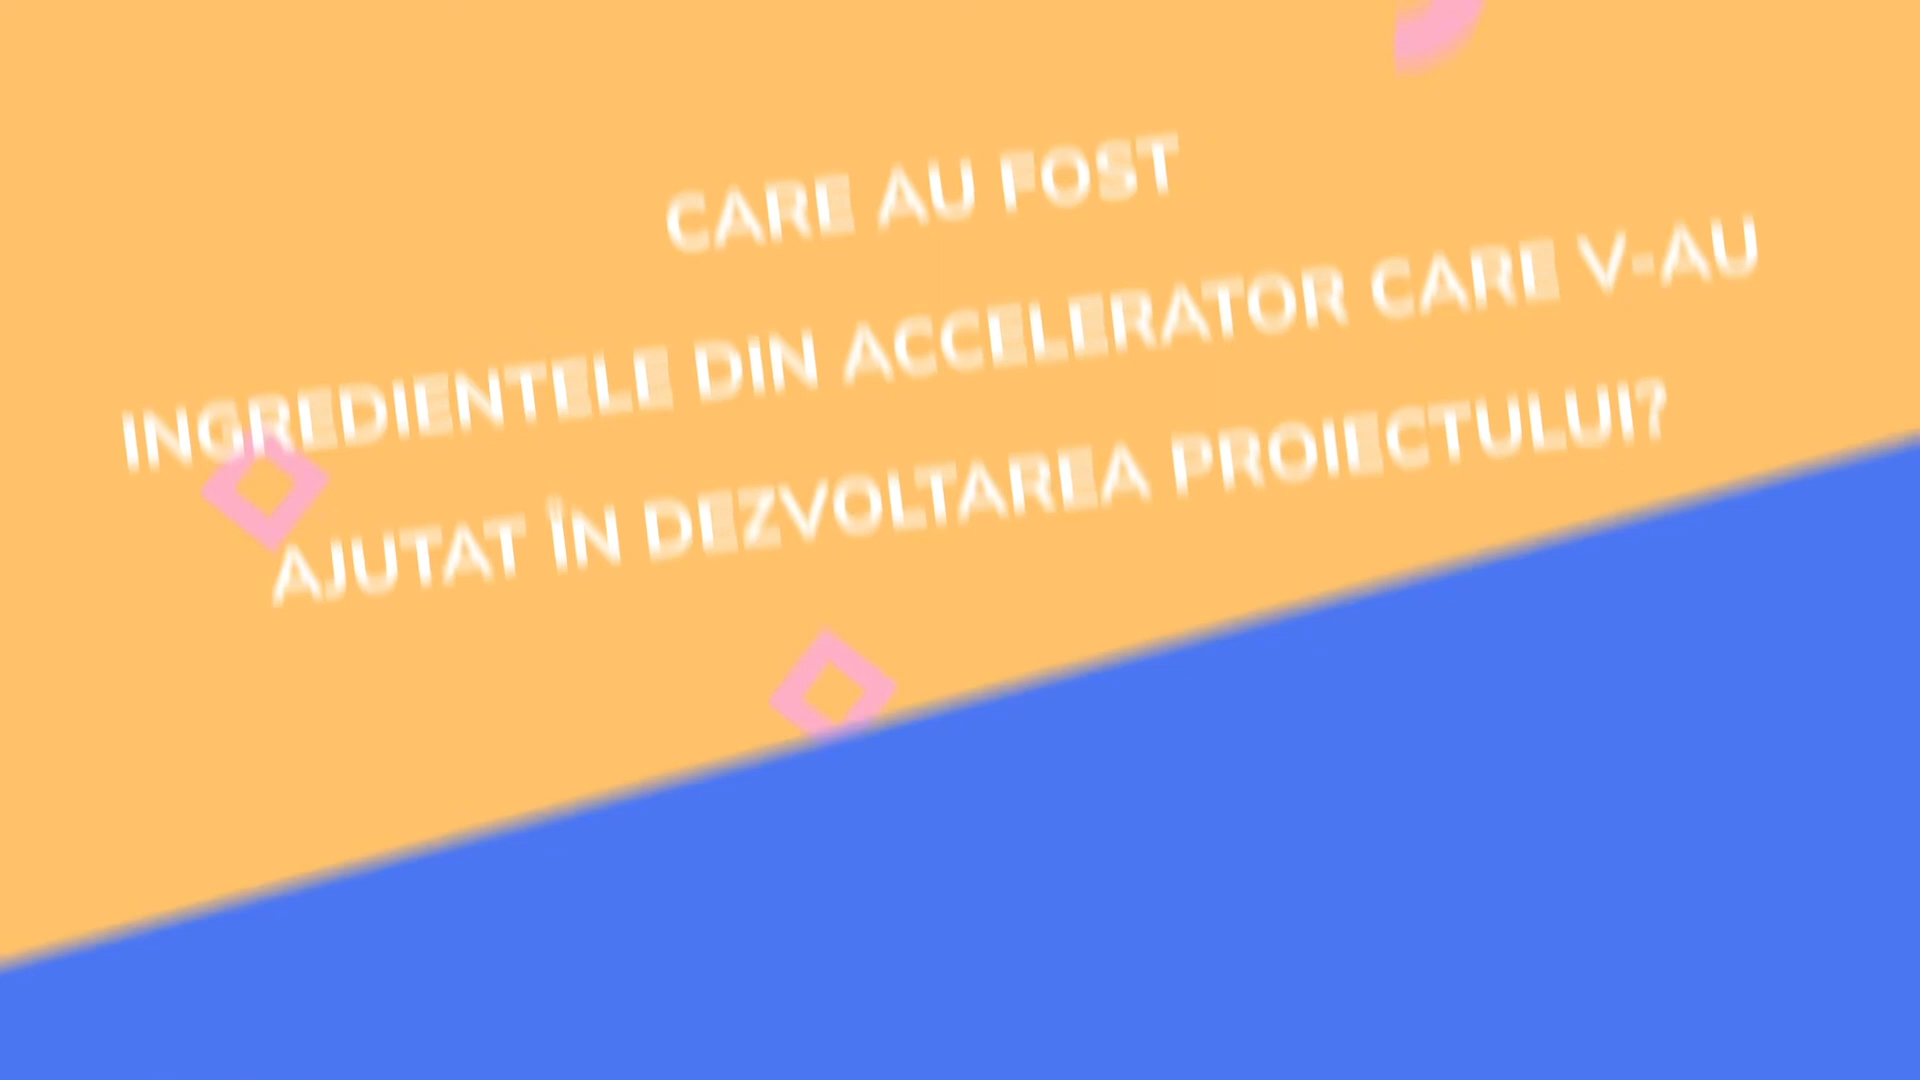 CARE AU FOST
INGREDIENTELE DIN ACCELERATOR CARE V-AU
AJUTAT ÎN DEZVOLTAREA PROIECTULUI?